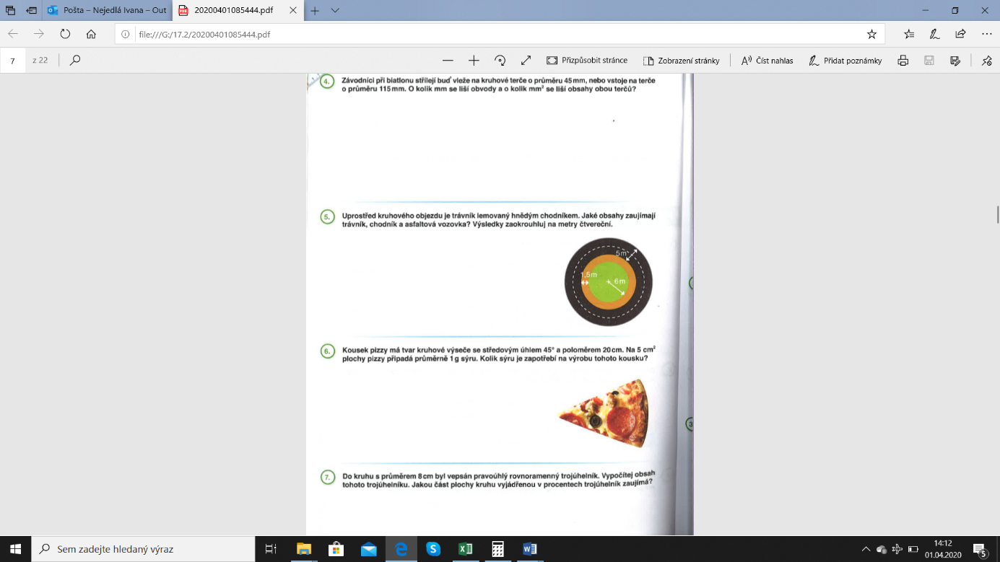 Pošta – Nejedlá Ivana – Out
20200401085444.pdf
file:///G:/17.2/20200401085444.pdf
7 z 22
Přizpůsobit stránce
Zobrazení stránky
Číst nahlas
Přidat poznámky
4. Závodníci při biatlonu střílejí buď vleže na kruhové terče o průměru 45 mm, nebo vstoje na terče
o průměru 115 mm. O kolik mm se liší obvody a o kolik mm² se liší obsahy obou terčů?
5. Uprostřed kruhového objezdu je trávník lemovaný hnědým chodníkem. Jaké obsahy zaujímají
trávník, chodník a asfaltová vozovka? Výsledky zaokrouhluj na metry čtvereční.
5m
1,5m
6m
6. Kousek pizzy má tvar kruhové výseče se středovým úhlem 45° a poloměrem 20 cm. Na 5 cm²
plochy pizzy připadá průměrně 1 g sýru. Kolik sýru je zapotřebí na výrobu tohoto kousku?
3
7. Do kruhu s průměrem 8 cm byl vepsán pravoúhlý rovnoramenný trojúhelník. Vypočítej obsah
tohoto trojúhelníku. Jakou část plochy kruhu vyjádřenou v procentech trojúhelník zaujímá?
Sem zadejte hledaný výraz
14:12
01.04.2020
5